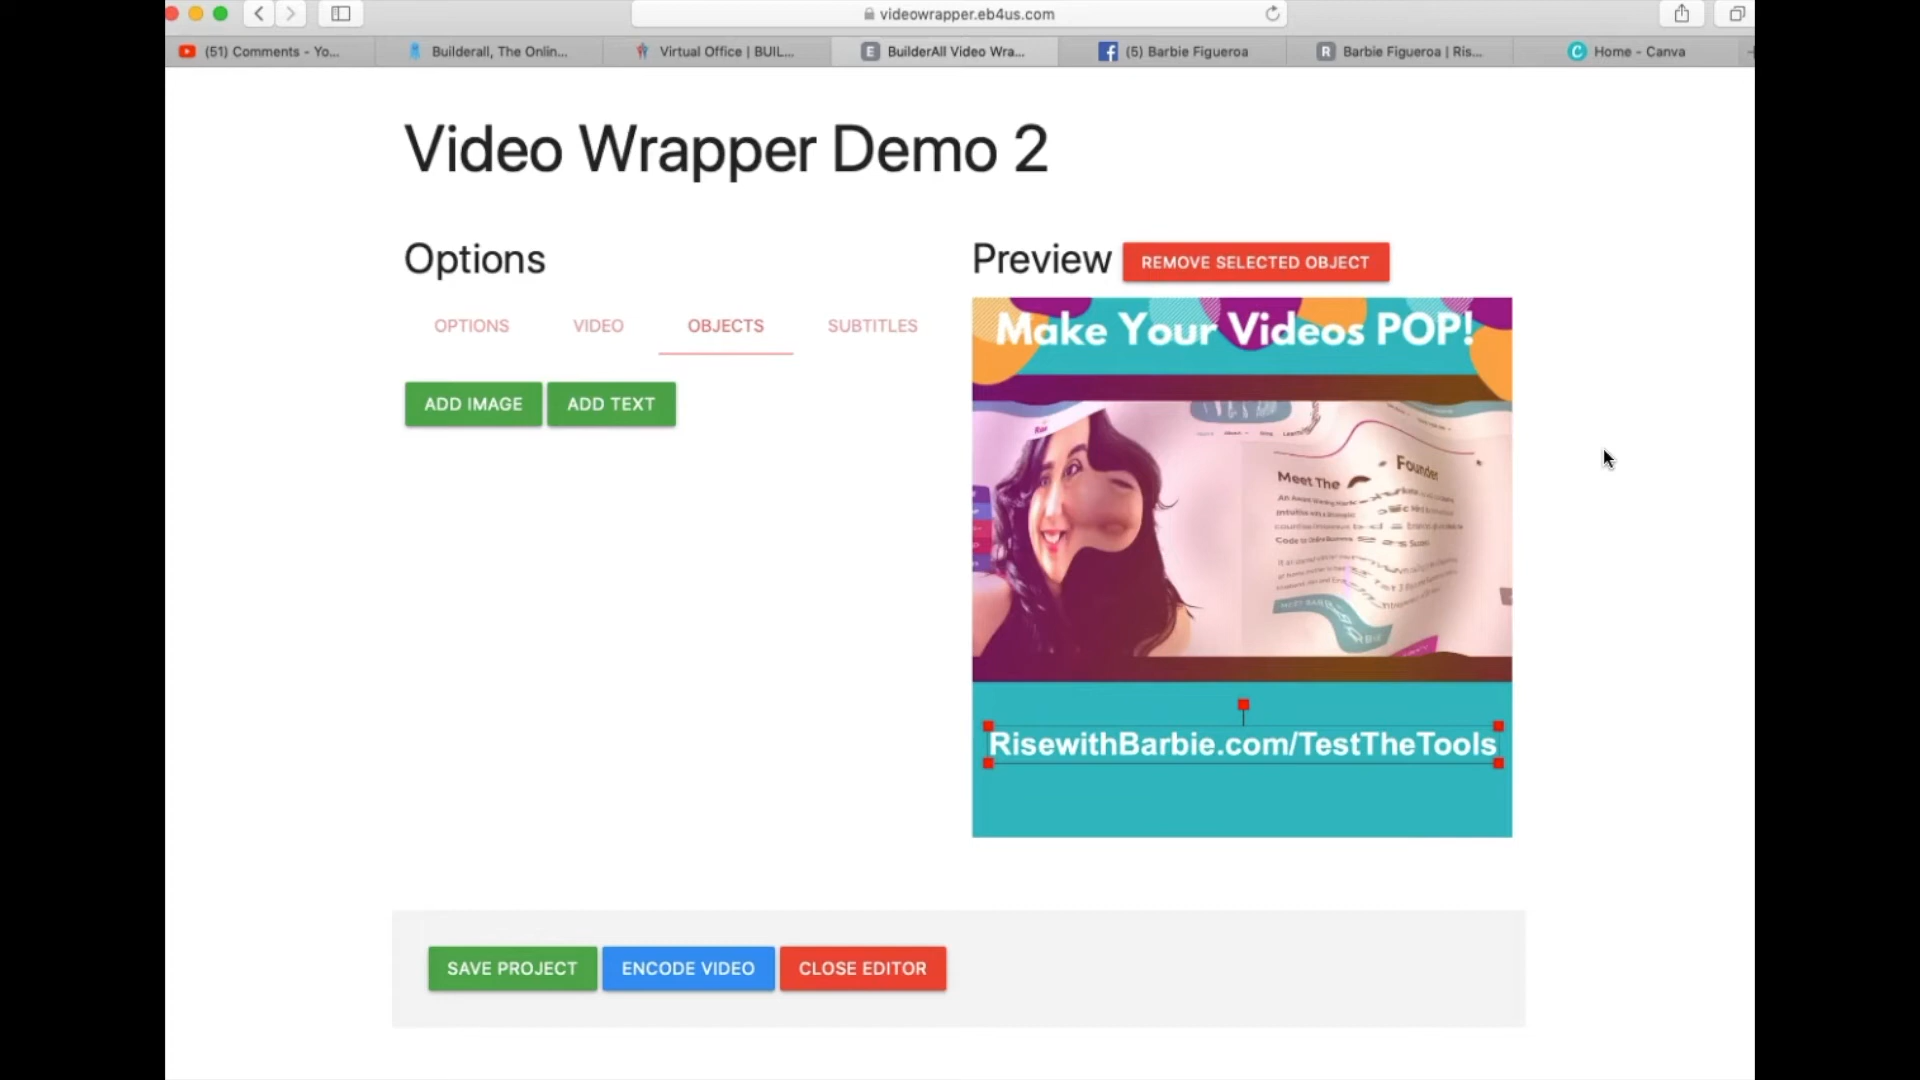 videowrapper.eb4us.com
(51) Comments - Yo...
Builderall, The Onlin...
Virtual Office | BUIL...
E BuilderAll Video Wra...
(5) Barbie Figueroa
R Barbie Figueroa | Ris...
Home - Canva
Video Wrapper Demo 2
Options
Preview
REMOVE SELECTED OBJECT
OPTIONS
VIDEO
OBJECTS
SUBTITLES
ADD IMAGE
ADD TEXT
Make Your Videos POP!
Meet The Founder
RisewithBarbie.com/TestTheTools
SAVE PROJECT
ENCODE VIDEO
CLOSE EDITOR